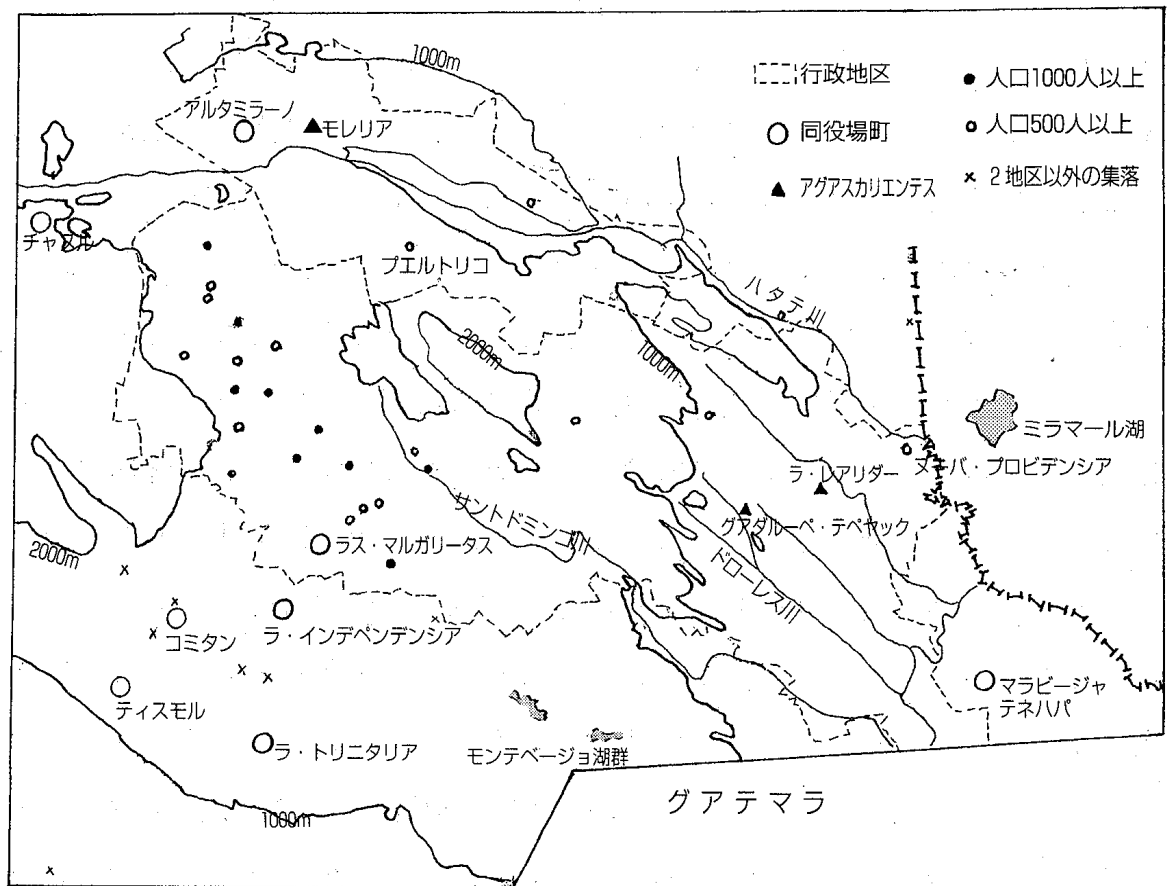 1000m
行政地区
人口1000人以上
アルタミラーノ
モレリア
同役場町
人口500人以上
アグアスカリエンテス
2地区以外の集落
チャナル
プエルトリコ
ハタテ川
2000m
1000m
ミラマール湖
ヌエバ・プロビデンシア
ラ・レアリダー
サントドミンゴ川
グアダルーペ・テペヤック
ラス・マルガリータス
2000m
ドローレス川
コミタン
ラ・インデペンデンシア
ティスモル
マラビージャ
テネハパ
ラ・トリニタリア
モンテベージョ湖群
グアテマラ
1000m